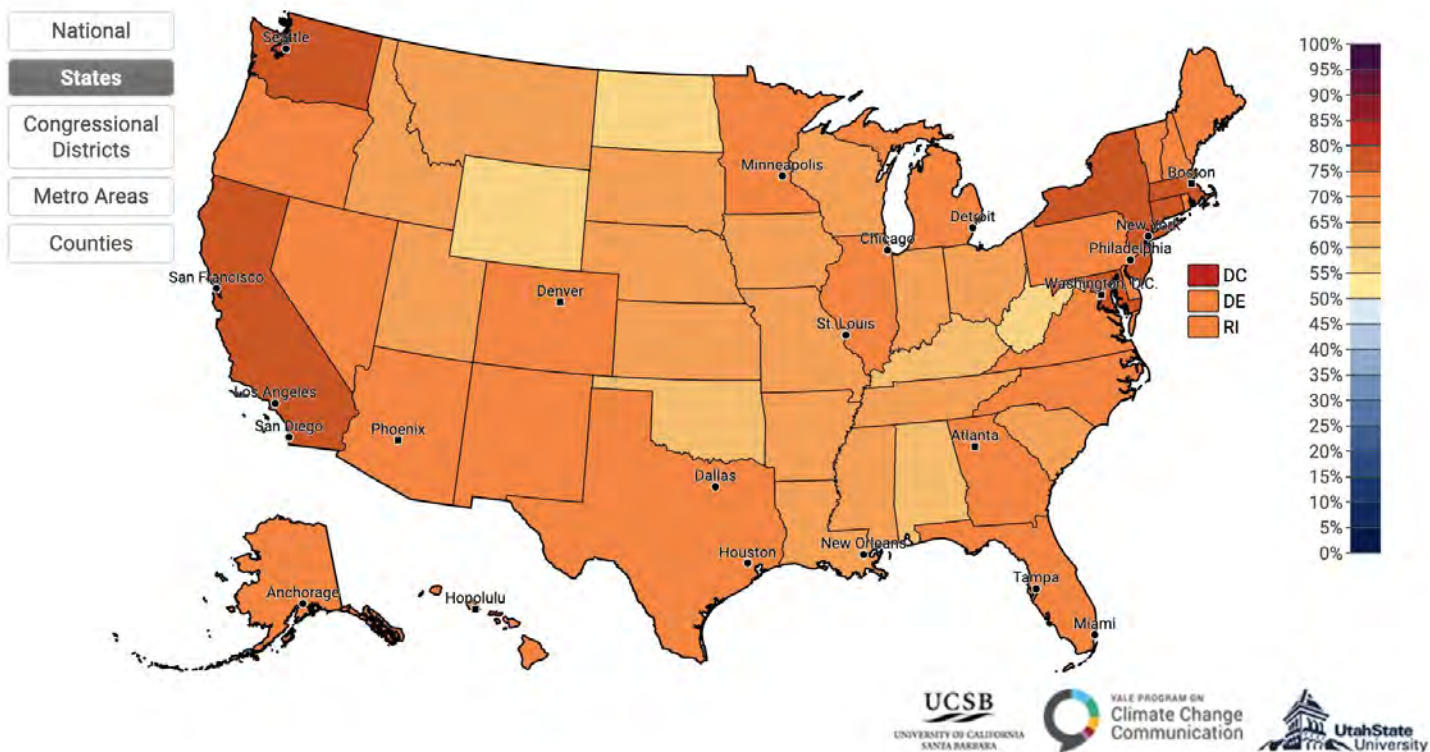 National
States
Congressional
Districts
Metro Areas
Counties
Seattle
Minneapolis
Boston
Detroit
New York
Chicago
Philadelphia
San Francisco
Denver
Washington, D.C.
St. Louis
Los Angeles
San Diego
Phoenix
Atlanta
Dallas
New Orleans
Houston
Tampa
Miami
Anchorage
Honolulu
DC
DE
RI
100%
95%
90%
85%
80%
75%
70%
65%
60%
55%
50%
45%
40%
35%
30%
25%
20%
15%
10%
5%
0%
UCSB
UNIVERSITY OF CALIFORNIA
SANTA BARBARA
YALE PROGRAM ON
Climate Change
Communication
UtahState
University